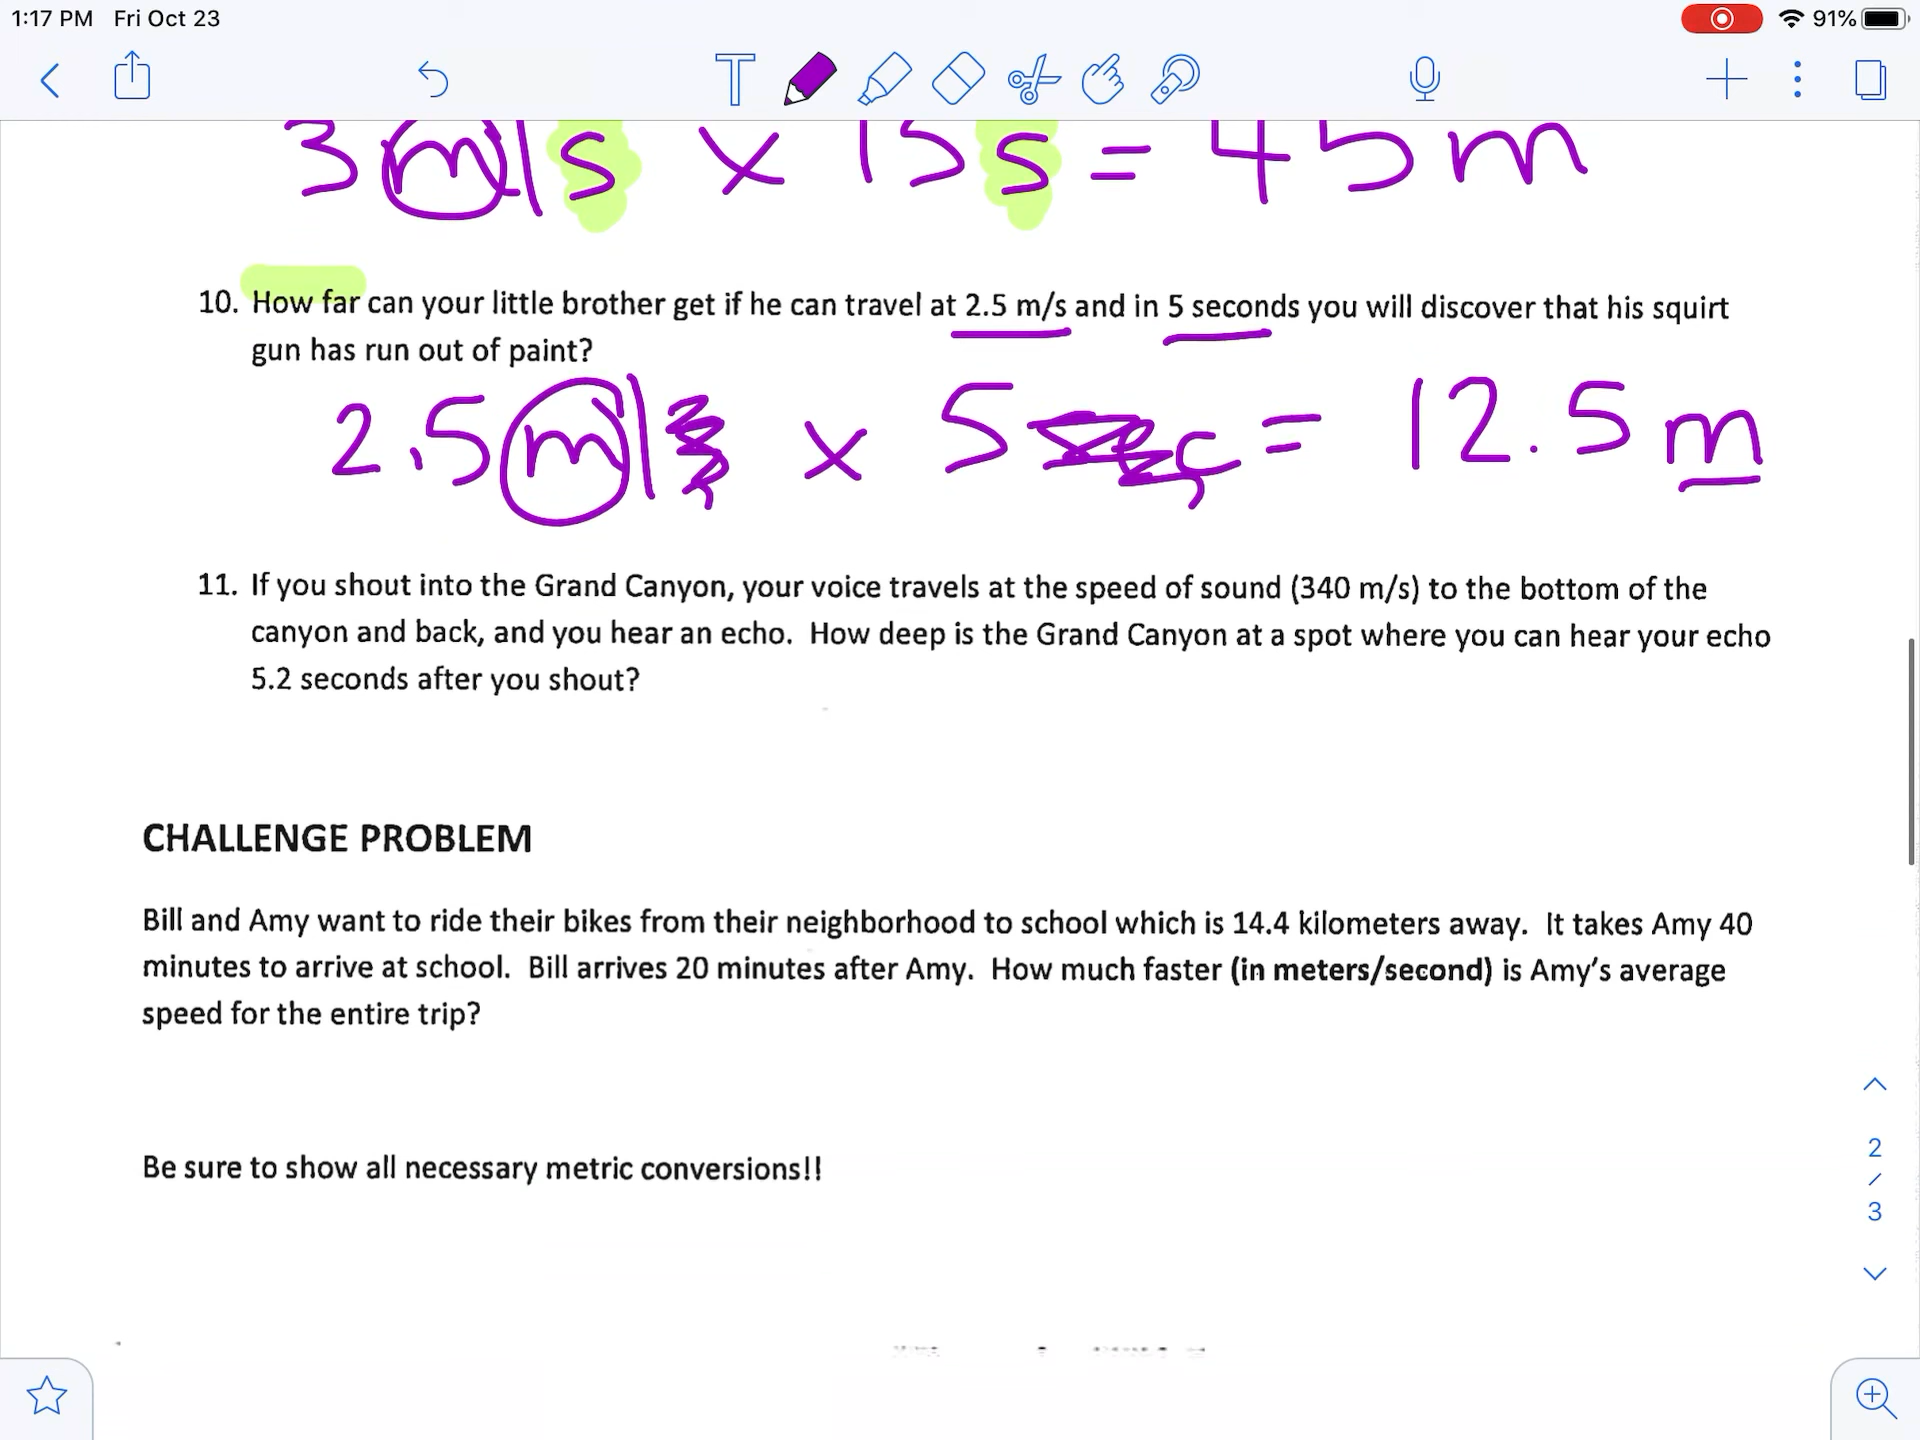 1:17 PM Fri Oct 23
91%
T
3 m/s x 15 s = 45 m
10. How far can your little brother get if he can travel at 2.5 m/s and in 5 seconds you will discover that his squirt
gun has run out of paint?
2.5 m/s x 5 sec = 12.5 m
11. If you shout into the Grand Canyon, your voice travels at the speed of sound (340 m/s) to the bottom of the
canyon and back, and you hear an echo. How deep is the Grand Canyon at a spot where you can hear your echo
5.2 seconds after you shout?
CHALLENGE PROBLEM
Bill and Amy want to ride their bikes from their neighborhood to school which is 14.4 kilometers away. It takes Amy 40
minutes to arrive at school. Bill arrives 20 minutes after Amy. How much faster (in meters/second) is Amy's average
speed for the entire trip?
Be sure to show all necessary metric conversions!!
2
/
3